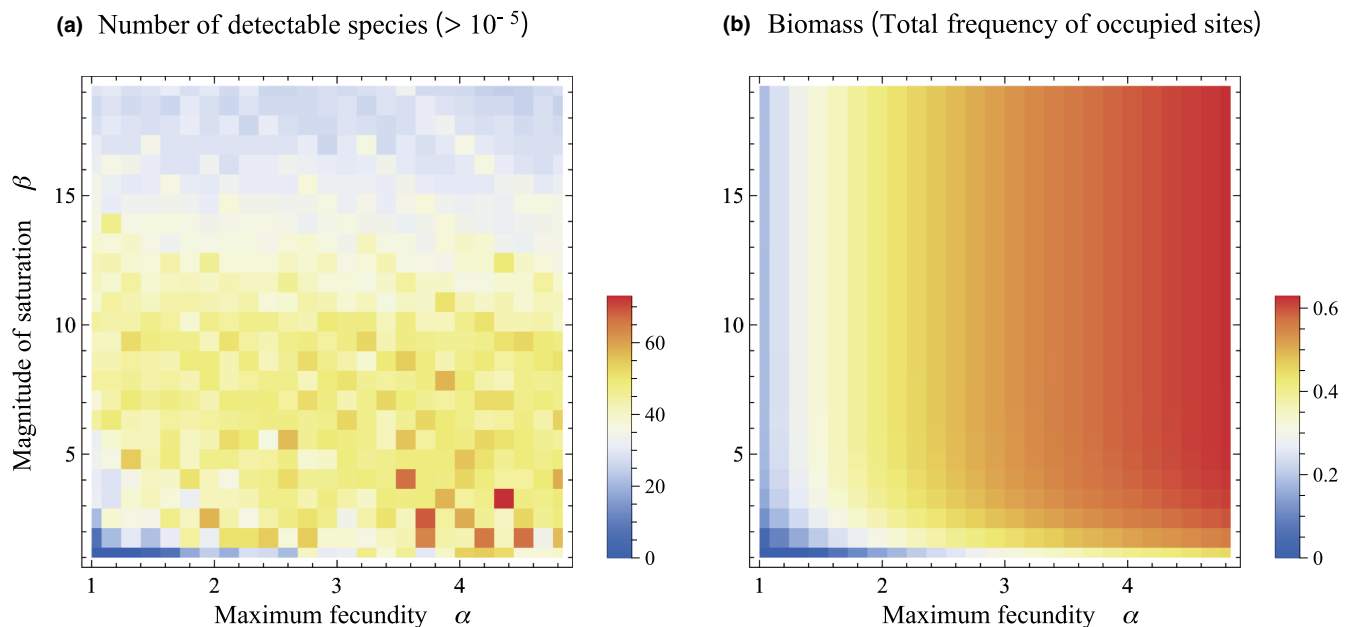 (a) Number of detectable species (> 10⁻⁵)
Magnitude of saturation β
15
10
5
1 2 3 4
Maximum fecundity α
60
40
20
0
(b) Biomass (Total frequency of occupied sites)
15
10
5
1 2 3 4
Maximum fecundity α
0.6
0.4
0.2
0